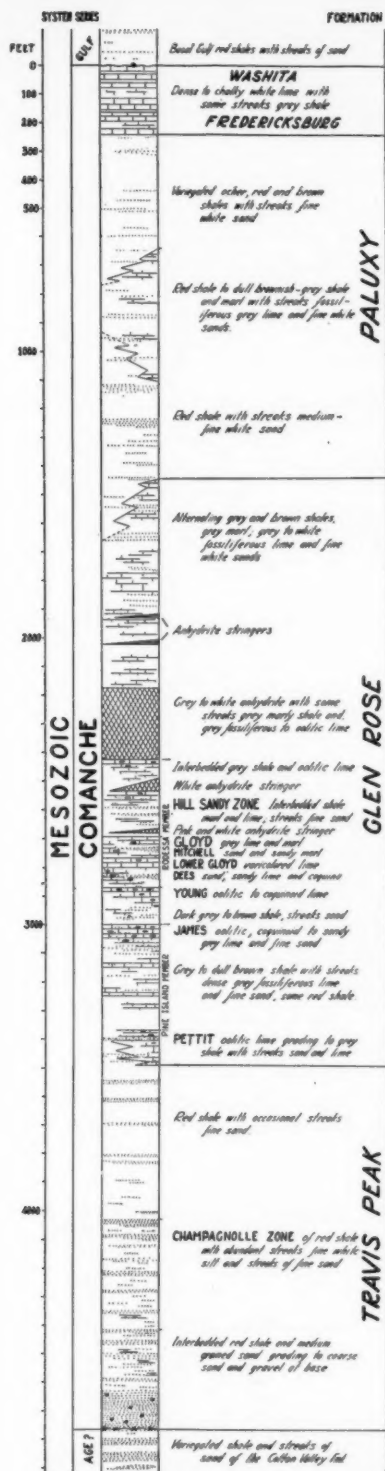 SYSTEM SERIES FORMATION
FEET
GULF
Basal Gulf red shales with streaks of sand
0
WASHITA
Dense to chalky white lime with
some streaks grey shale
100
200
FREDERICKSBURG
300
Variegated ocher, red and brown
shales with streaks fine
white sand
500
PALUXY
Red shale to dull brownish-grey shale
and marl with streaks fossil-
iferous grey lime and fine white
sands.
1000
Red shale with streaks medium-
fine white sand
Alternating grey and brown shales,
grey marl, grey to white
fossiliferous lime and fine
white sands
2000
Anhydrite stringers
MESOZOIC
COMANCHE
GLEN ROSE
Grey to white anhydrite with some
streaks grey marly shale and
grey fossiliferous to oolitic lime
Interbedded grey shale and oolitic lime
White anhydrite stringer
RODESSA MEMBER
HILL SANDY ZONE Interbedded shale
marl and lime, streaks fine sand
Pink and white anhydrite stringer
GLOYD grey lime and marl
MITCHELL sand and sandy marl
LOWER GLOYD varicolored lime
DEES sand, sandy lime and coquina
YOUNG oolitic to coquinoid lime
Dark grey to brown shale, streaks sand
3000
JAMES oolitic, coquinoid to sandy
grey lime and fine sand
PINE ISLAND MEMBER
Grey to dull brown shale with streaks
dense grey fossiliferous lime
and fine sand, some red shale.
PETTIT oolitic lime grading to grey
shale with streaks sand and lime
Red shale with occasional streaks
fine sand.
4000
TRAVIS PEAK
CHAMPAGNOLLE ZONE of red shale
with abundant streaks fine white
silt and streaks of fine sand
Interbedded red shale and medium
grained sand grading to coarse
sand and gravel at base
AGE?
Variegated shale and streaks of
sand of the Cotton Valley fm!